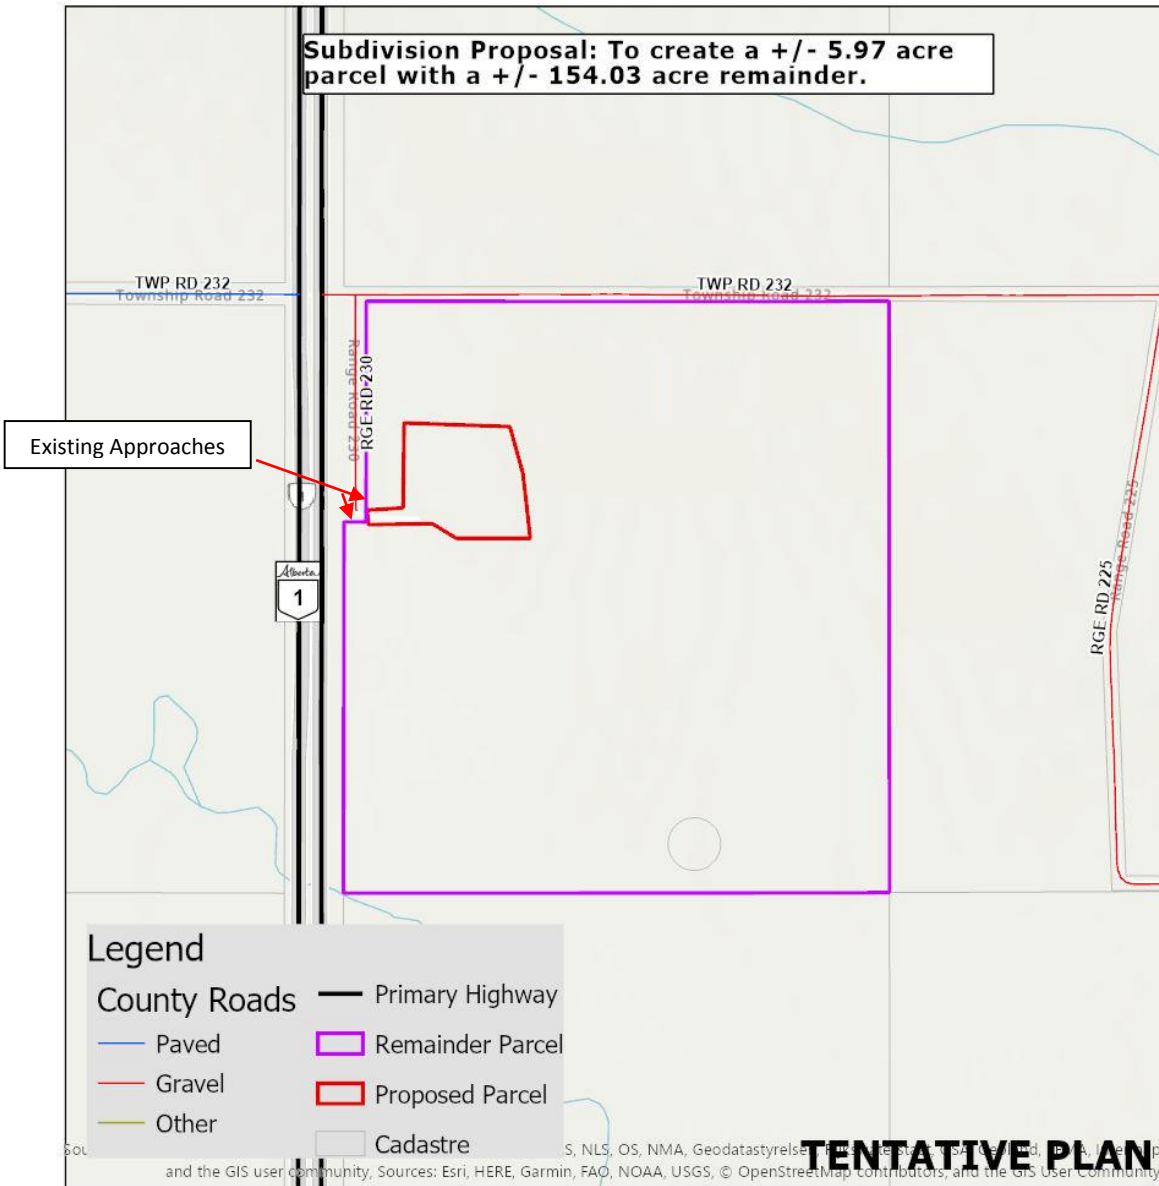 Subdivision Proposal: To create a +/- 5.97 acre
parcel with a +/- 154.03 acre remainder.
TWP RD 232
Township Road 232
TWP RD 232
Township Road 232
Range Road 230
RGE RD 230
Existing Approaches
1
Alberta
1
Range Road 225
RGE RD 225
Legend
County Roads
Paved
Gravel
Other
Primary Highway
Remainder Parcel
Proposed Parcel
Cadastre
TENTATIVE PLAN
S, NLS, OS, NMA, Geodatastyrelsen,
and the GIS user community, Sources: Esri, HERE, Garmin, FAO, NOAA, USGS, © OpenStreetMap contributors, and the GIS User Community